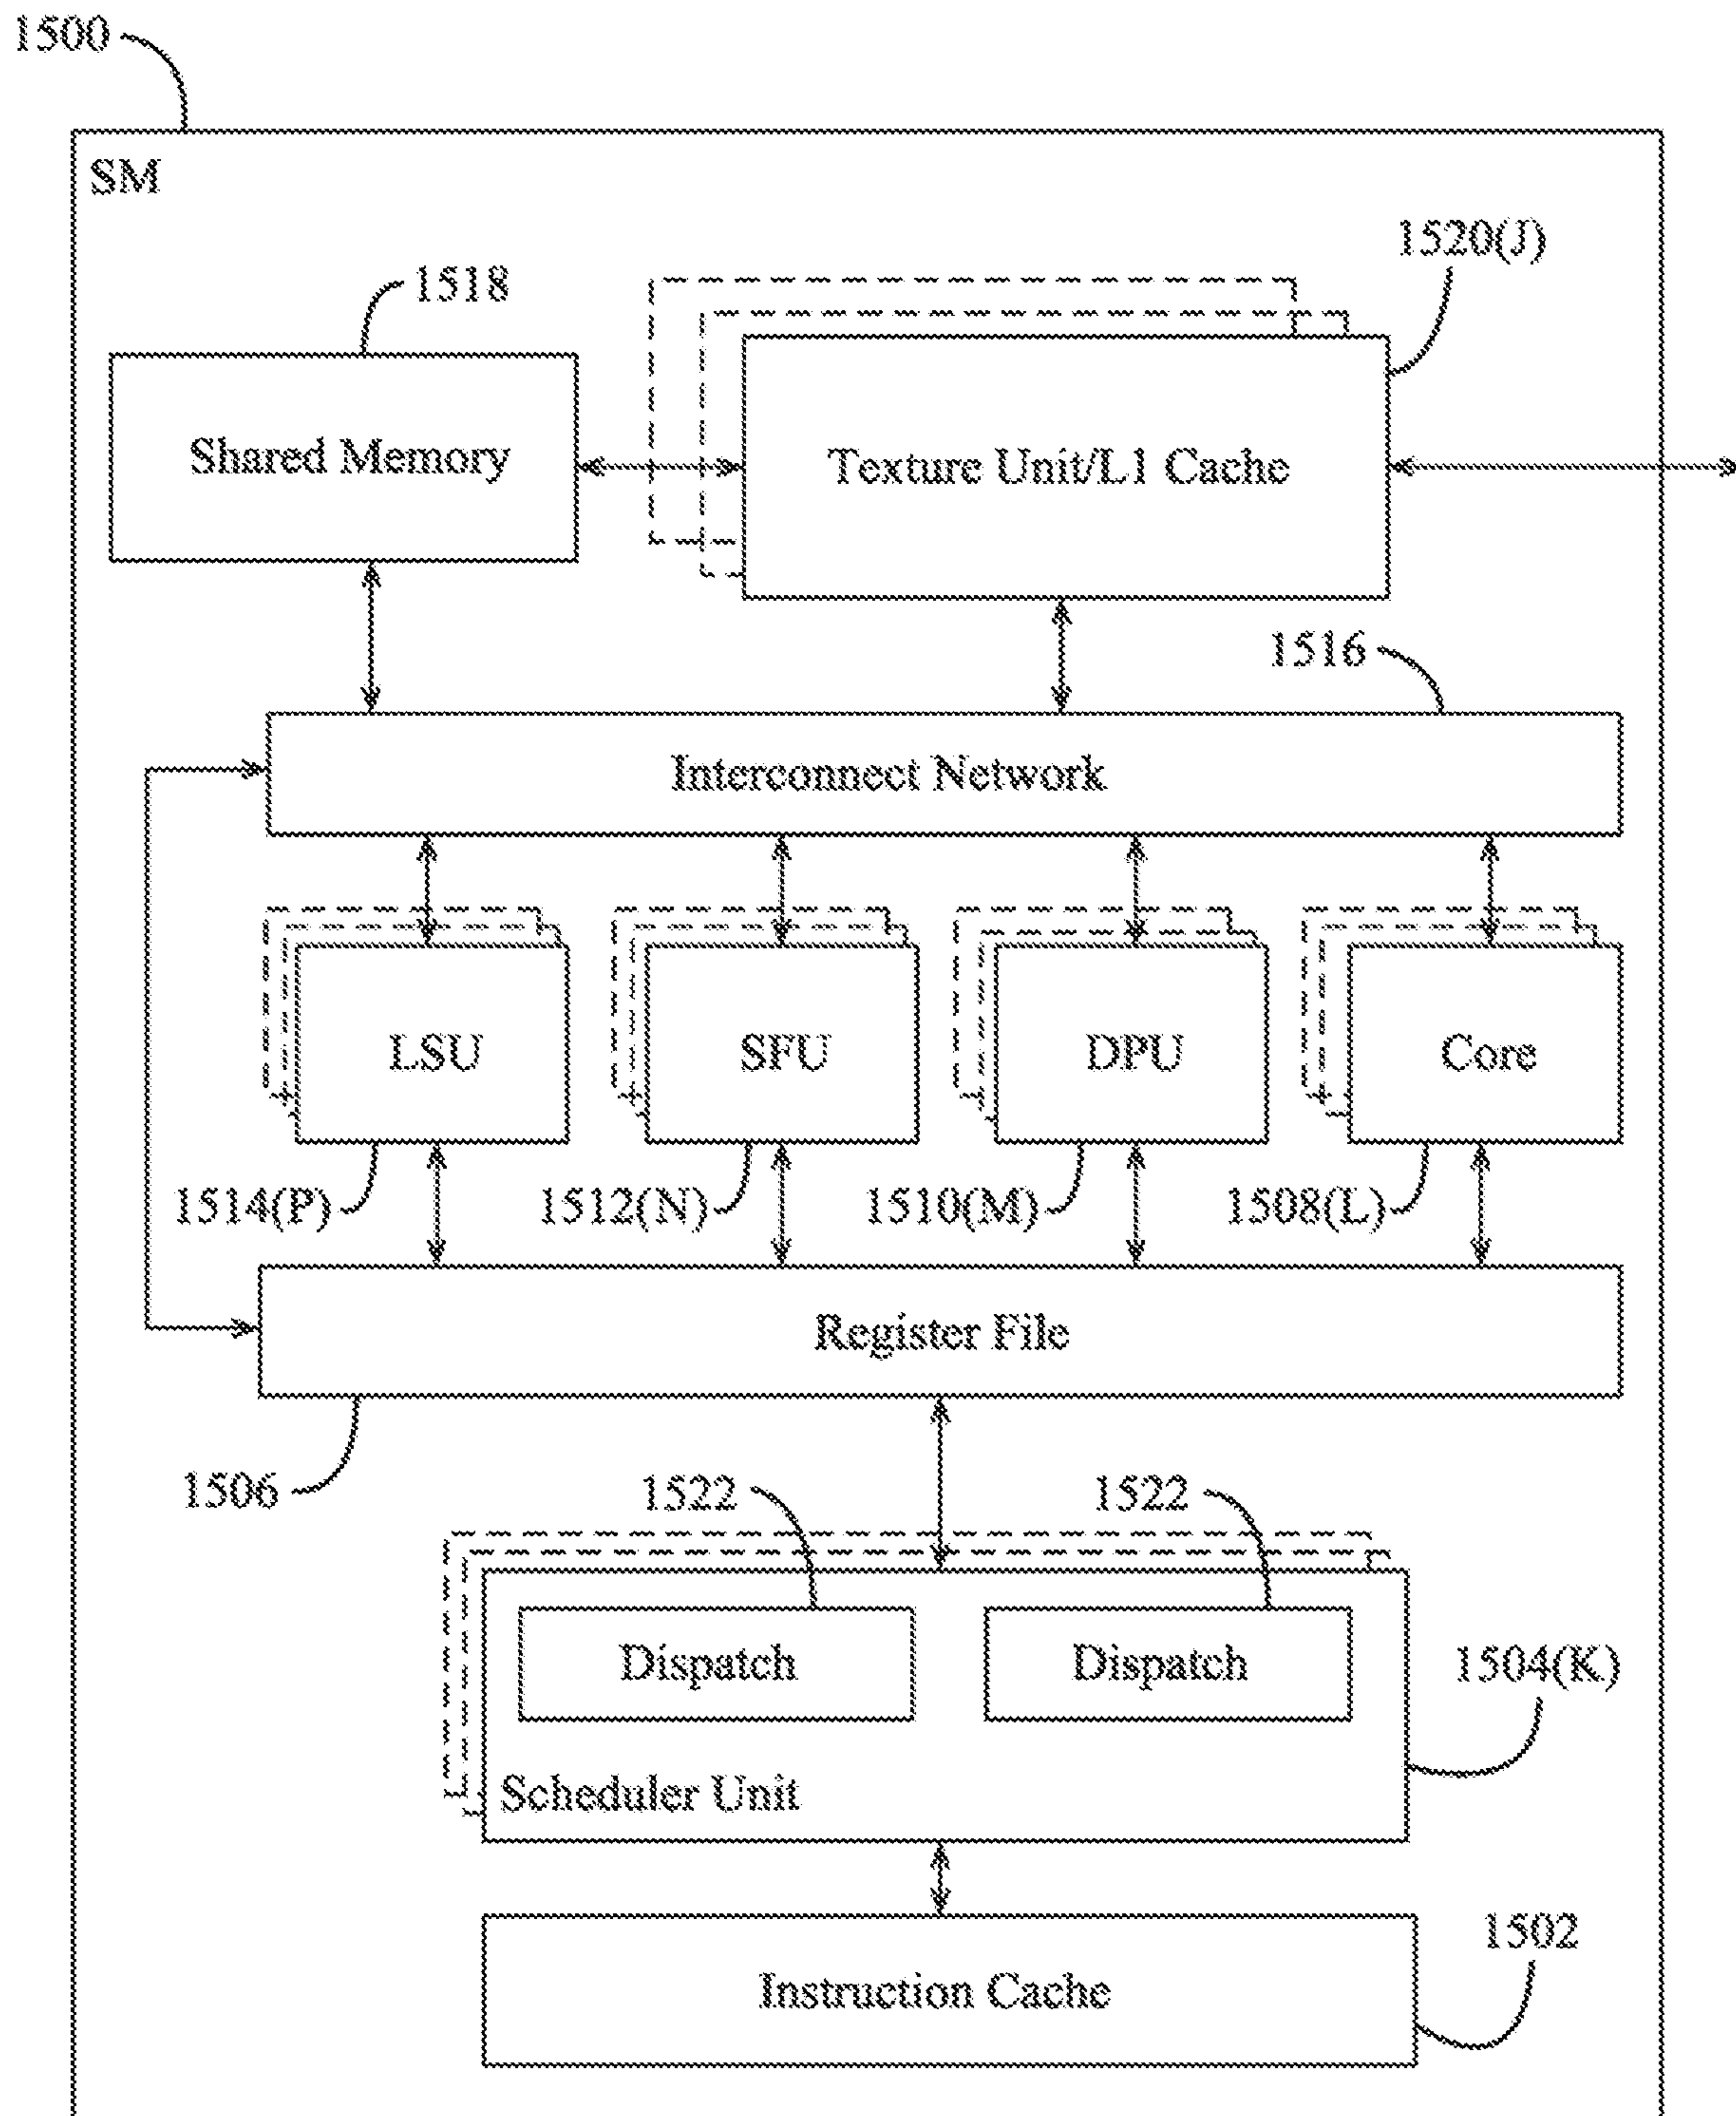 1500
SM
1520(J)
1518
Shared Memory
Texture Unit/L1 Cache
1516
Interconnect Network
LSU
SFU
DPU
Core
1514(P)
1512(N)
1510(M)
1508(L)
Register File
1506
1522
1522
Dispatch
Dispatch
1504(K)
Scheduler Unit
1502
Instruction Cache